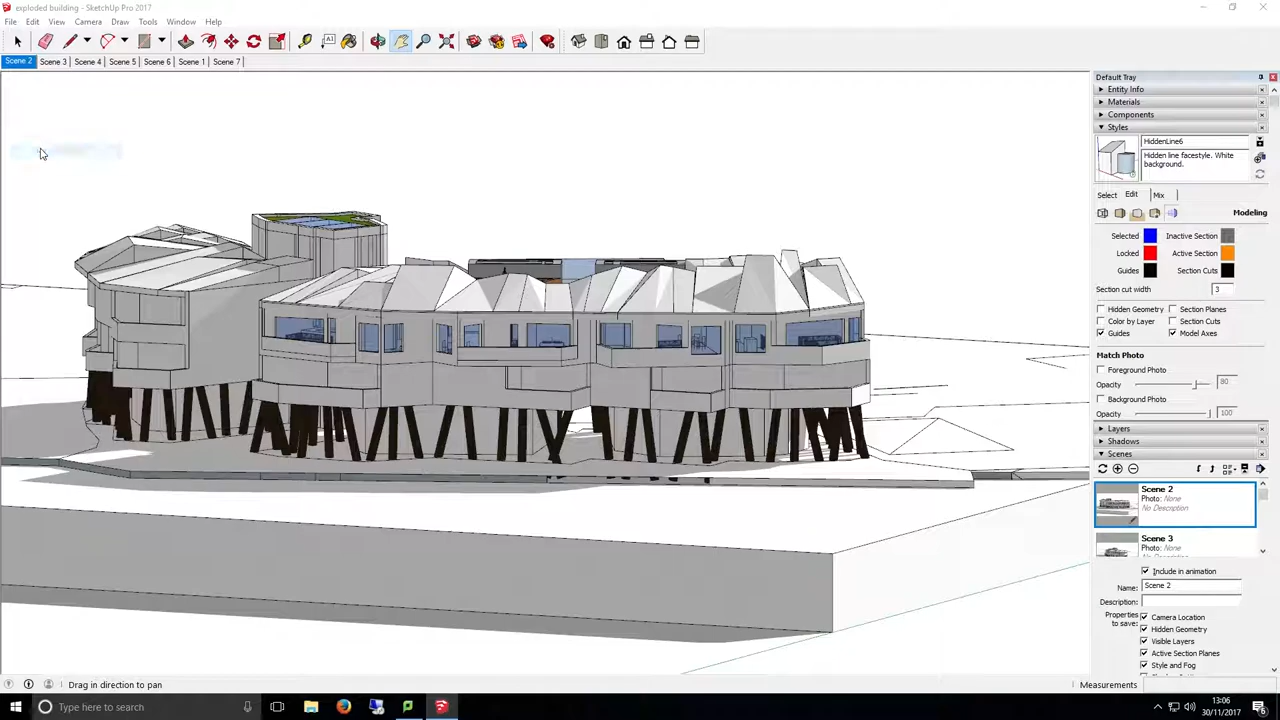 exploded building - SketchUp Pro 2017
File Edit View Camera Draw Tools Window Help
Scene 2 Scene 3 Scene 4 Scene 5 Scene 6 Scene 1 Scene 7
Default Tray
Entity Info
Materials
Components
Styles
HiddenLine6
Hidden line facestyle. White
background.
Select Edit Mix
Modeling
Selected Inactive Section
Locked Active Section
Guides Section Cuts
Section cut width 3
Hidden Geometry Section Planes
Color by Layer Section Cuts
Guides Model Axes
Match Photo
Foreground Photo
Opacity 80
Background Photo
Opacity 100
Layers
Shadows
Scenes
Scene 2
Photo: None
No Description
Scene 3
Photo: None
Include in animation
Name: Scene 2
Description:
Properties
to save:
Camera Location
Hidden Geometry
Visible Layers
Active Section Planes
Style and Fog
Drag in direction to pan
Measurements
Type here to search
13:06
30/11/2017